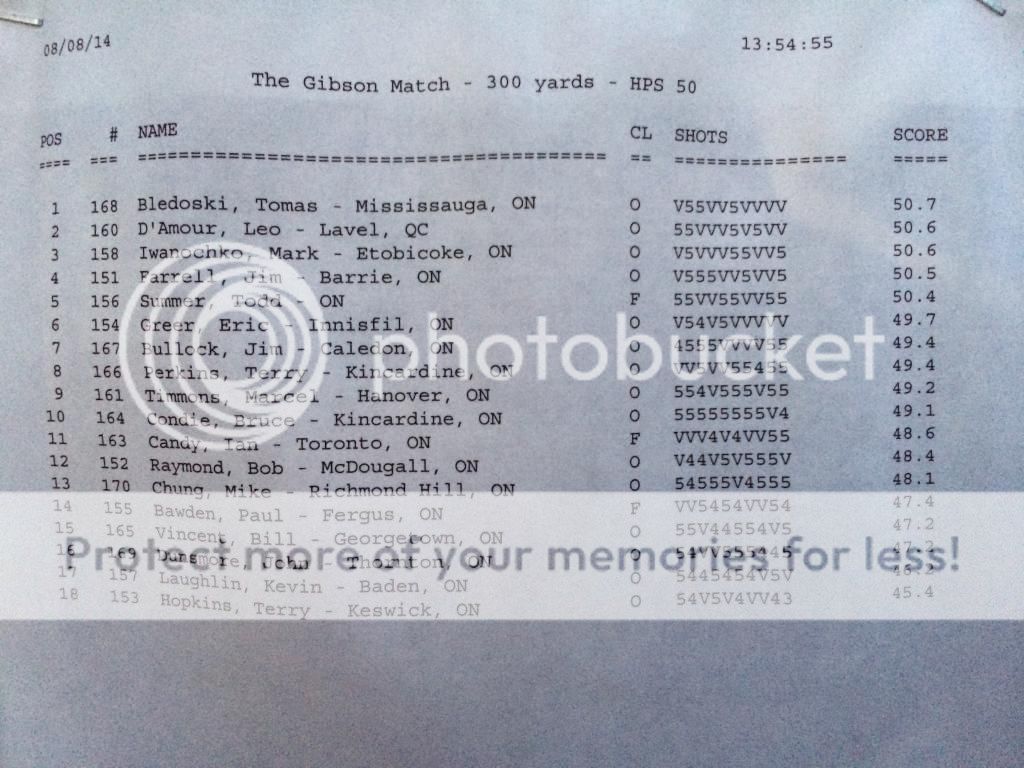 08/08/14 13:54:55
The Gibson Match - 300 yards - HPS 50
POS # NAME CL SHOTS SCORE
==== === ======================================= == =============== =====
1 168 Bledoski, Tomas - Mississauga, ON O V55VV5VVVV 50.7
2 160 D'Amour, Leo - Lavel, QC O 55VVV5V5VV 50.6
3 158 Iwanochko, Mark - Etobicoke, ON O V5VVV55VV5 50.6
4 151 Farrell, Jim - Barrie, ON O V555VV5VV5 50.5
5 156 Summer, Todd - ON F 55VV55VV55 50.4
6 154 Greer, Eric - Innisfil, ON O V54V5VVVVV 49.7
7 167 Bullock, Jim - Caledon, ON O 4555VVVV55 49.4
8 166 Perkins, Terry - Kincardine, ON O VV5VV55455 49.4
9 161 Timmons, Marcel - Hanover, ON O 554V555V55 49.2
10 164 Condie, Bruce - Kincardine, ON O 55555555V4 49.1
11 163 Candy, Ian - Toronto, ON F VVV4V4VV55 48.6
12 152 Raymond, Bob - McDougall, ON O V44V5V555V 48.4
13 170 Chung, Mike - Richmond Hill, ON O 54555V4555 48.1
14 155 Bawden, Paul - Fergus, ON F VV5454VV54 47.4
15 165 Vincent, Bill - Georgetown, ON O 55V44554V5 47.2
16 169 John - Thornton, ON O 47.2
17 157 Laughlin, Kevin - Baden, ON O 5445454V5V 46.2
18 153 Hopkins, Terry - Keswick, ON O 54V5V4VV43 45.4
photobucket
Protect more of your memories for less!